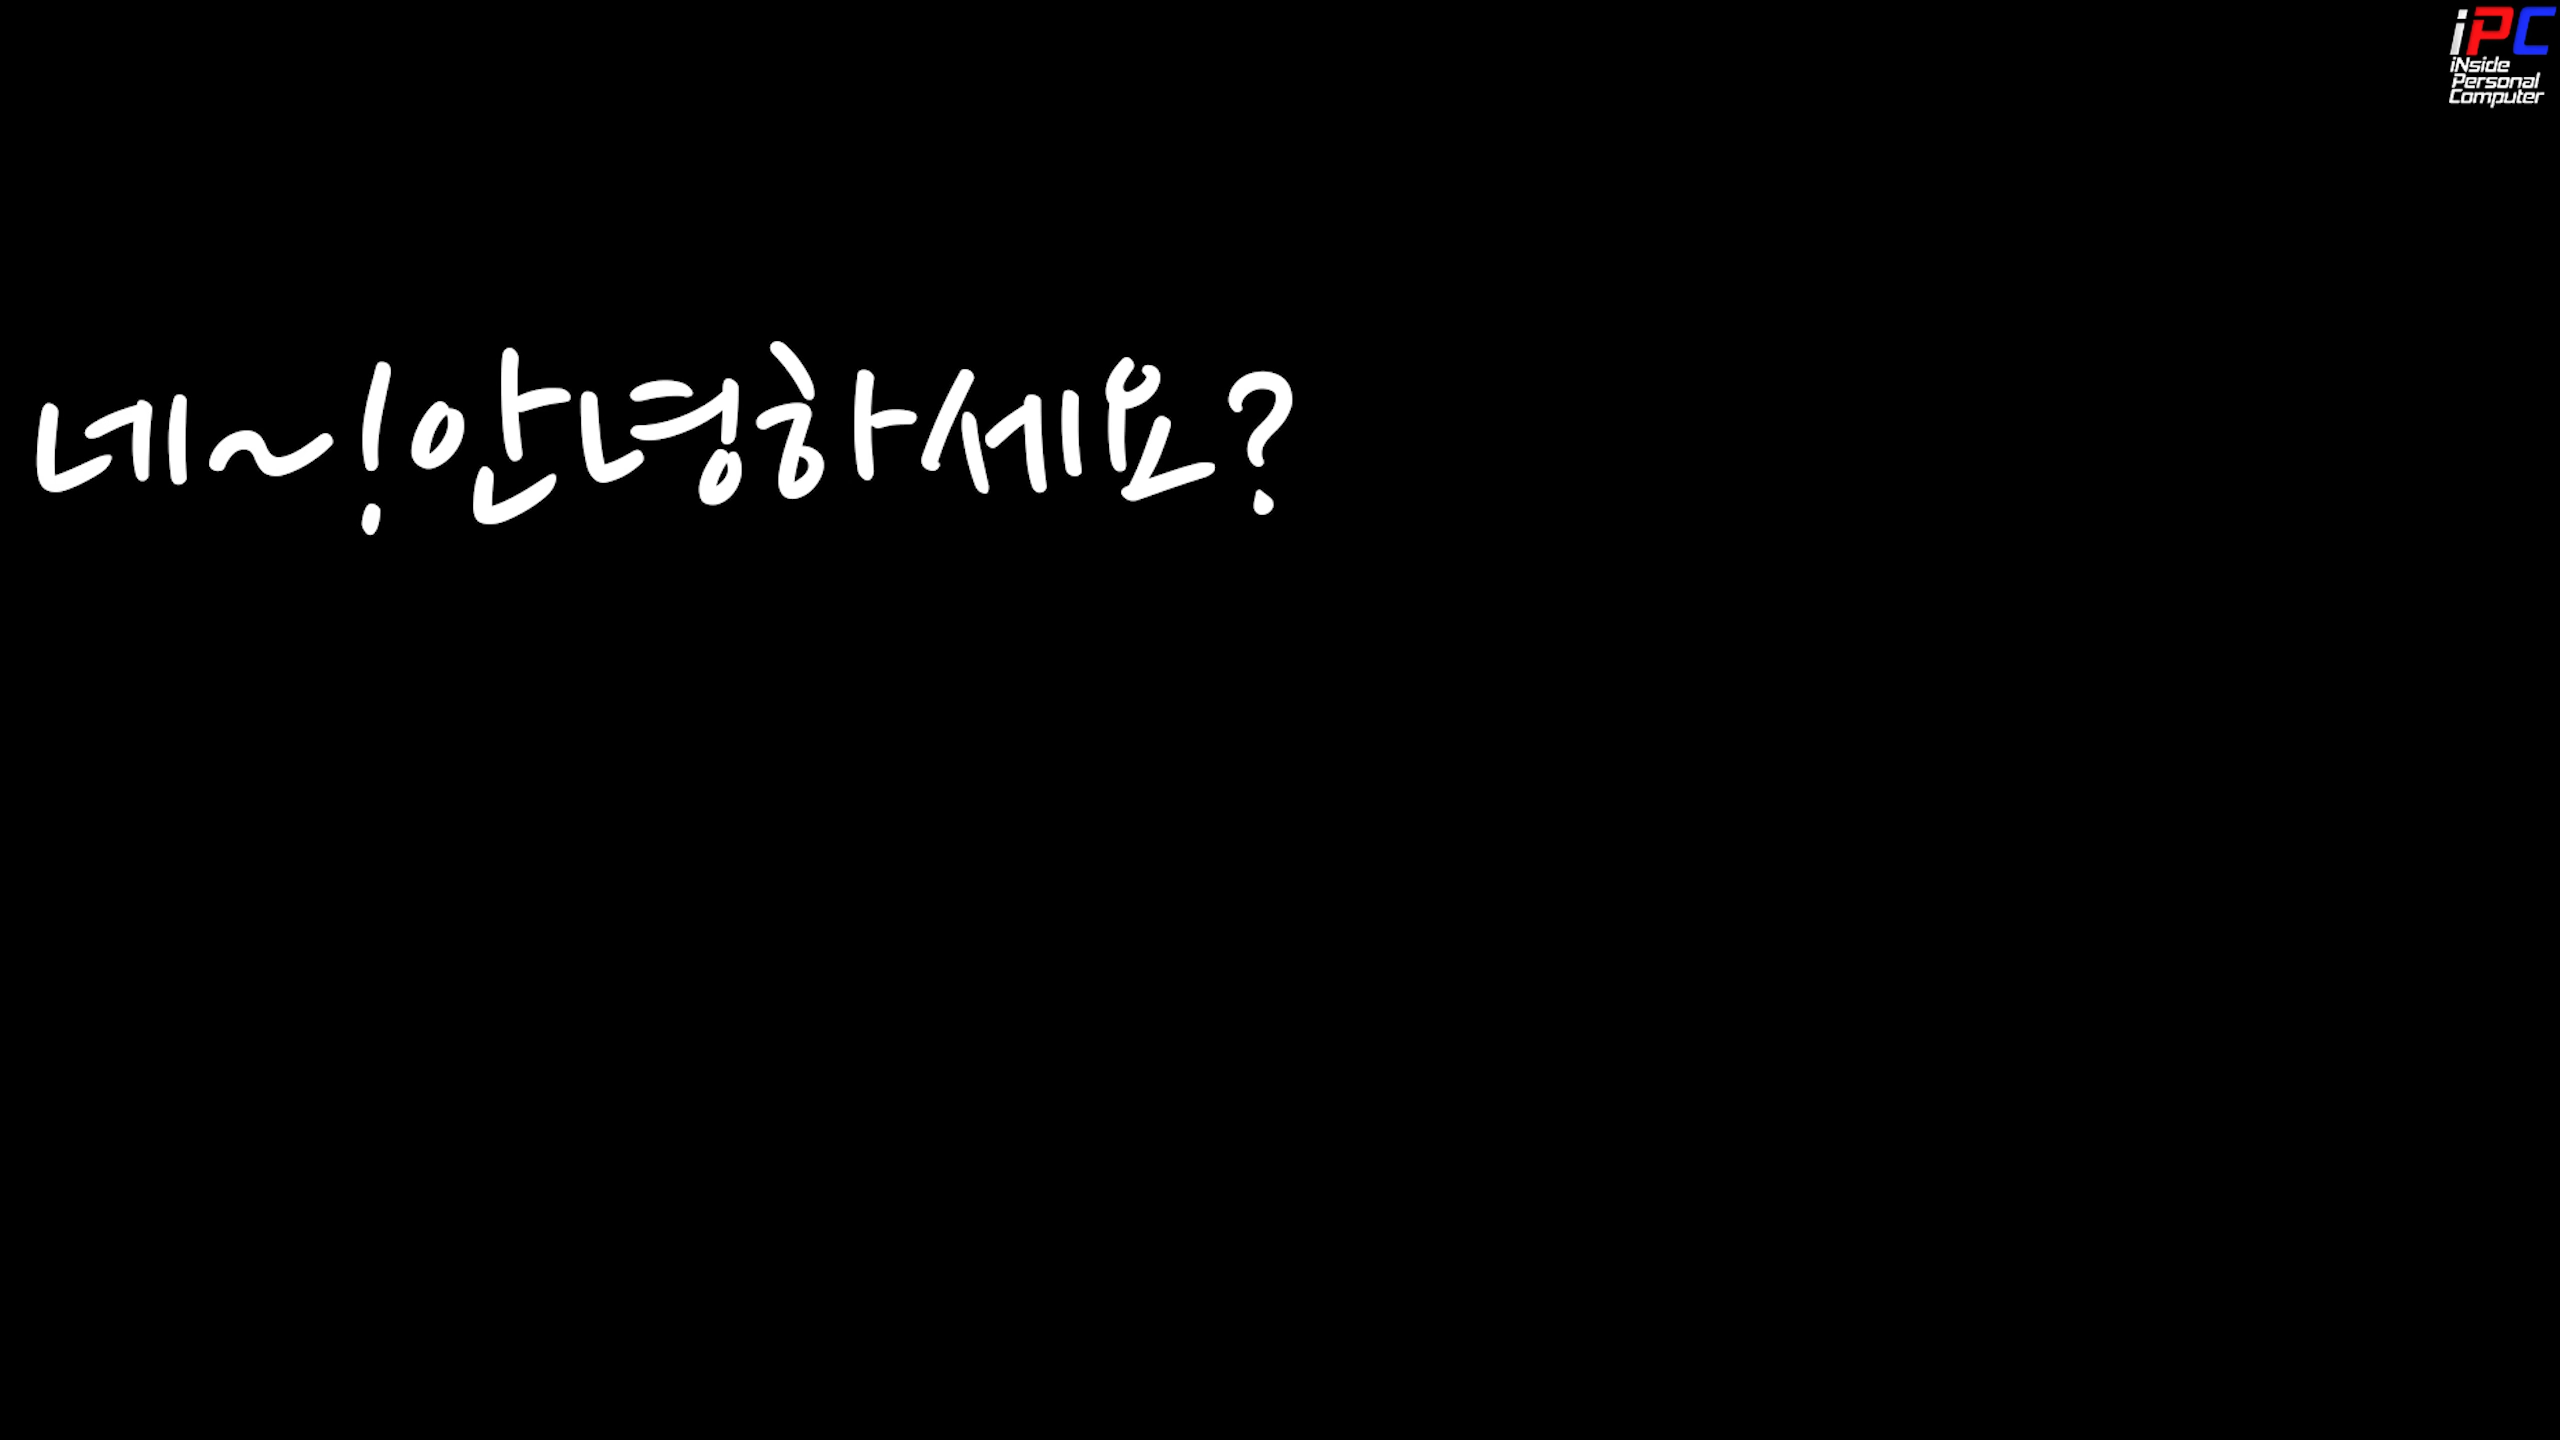 iPC
iNside
Personal
Computer
네~!안녕하세요?